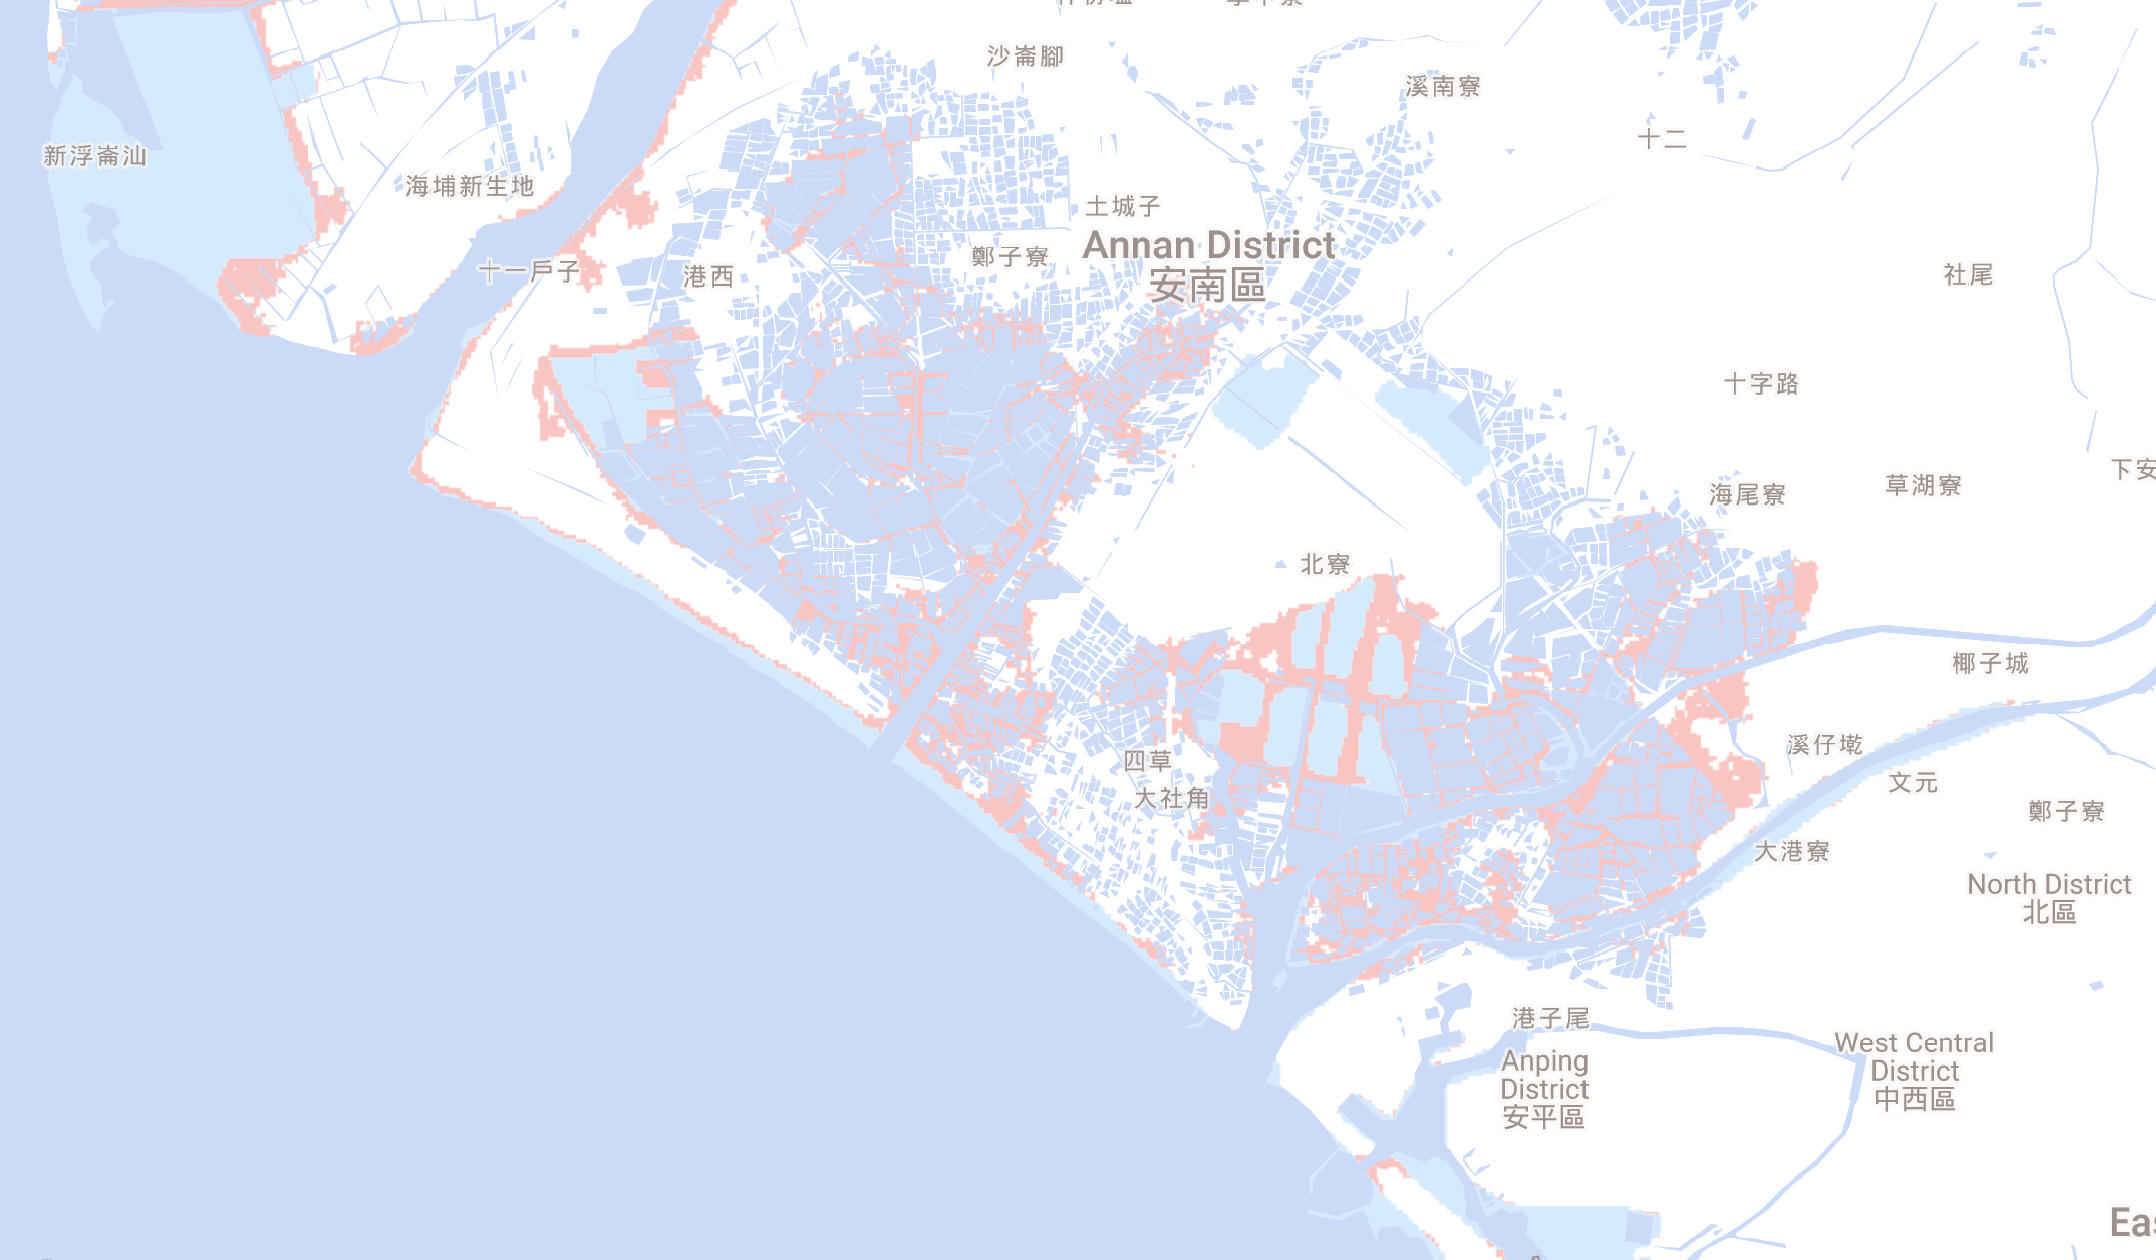 沙崙腳
溪南寮
十二
新浮崙汕
海埔新生地
土城子
鄭子寮
Annan District
安南區
十一戶子
港西
社尾
十字路
下安
草湖寮
海尾寮
北寮
椰子城
溪仔墘
四草
文元
大社角
鄭子寮
大港寮
North District
北區
港子尾
West Central
District
中西區
Anping
District
安平區
Eas